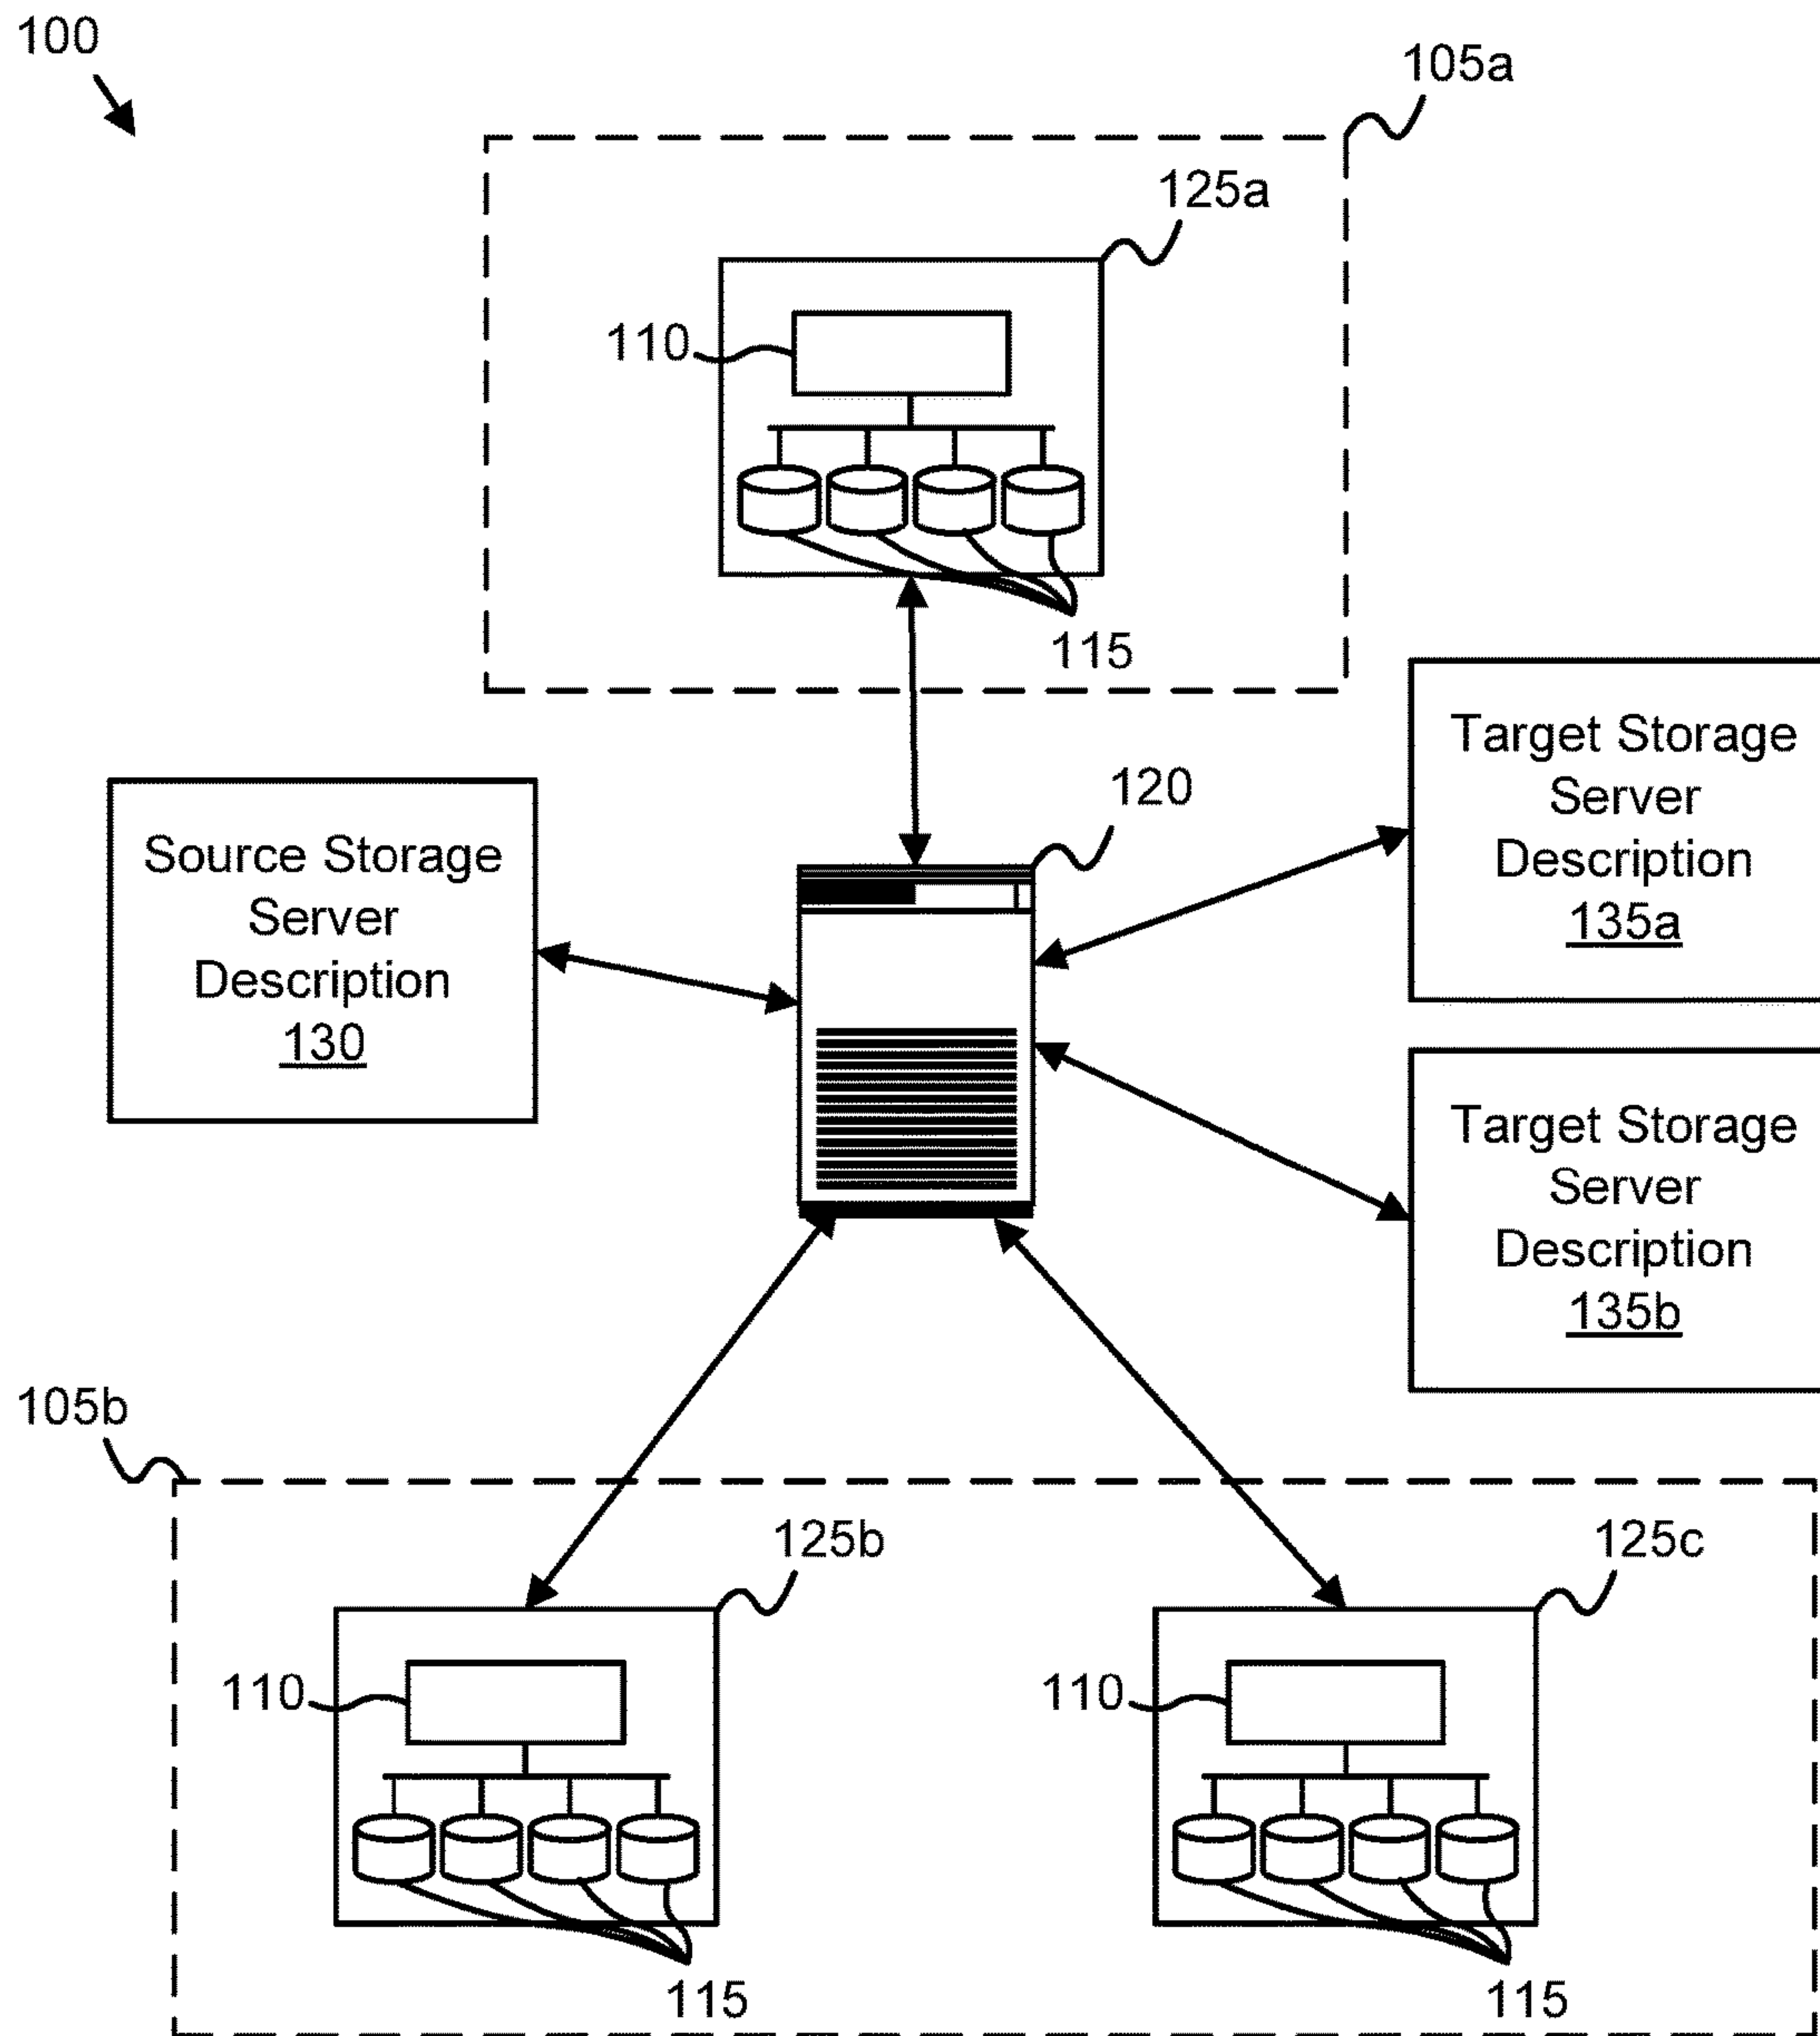 100
105a
125a
110
115
Target Storage
Server
Description
135a
120
Source Storage
Server
Description
130
Target Storage
Server
Description
135b
105b
125b
125c
110
110
115
115